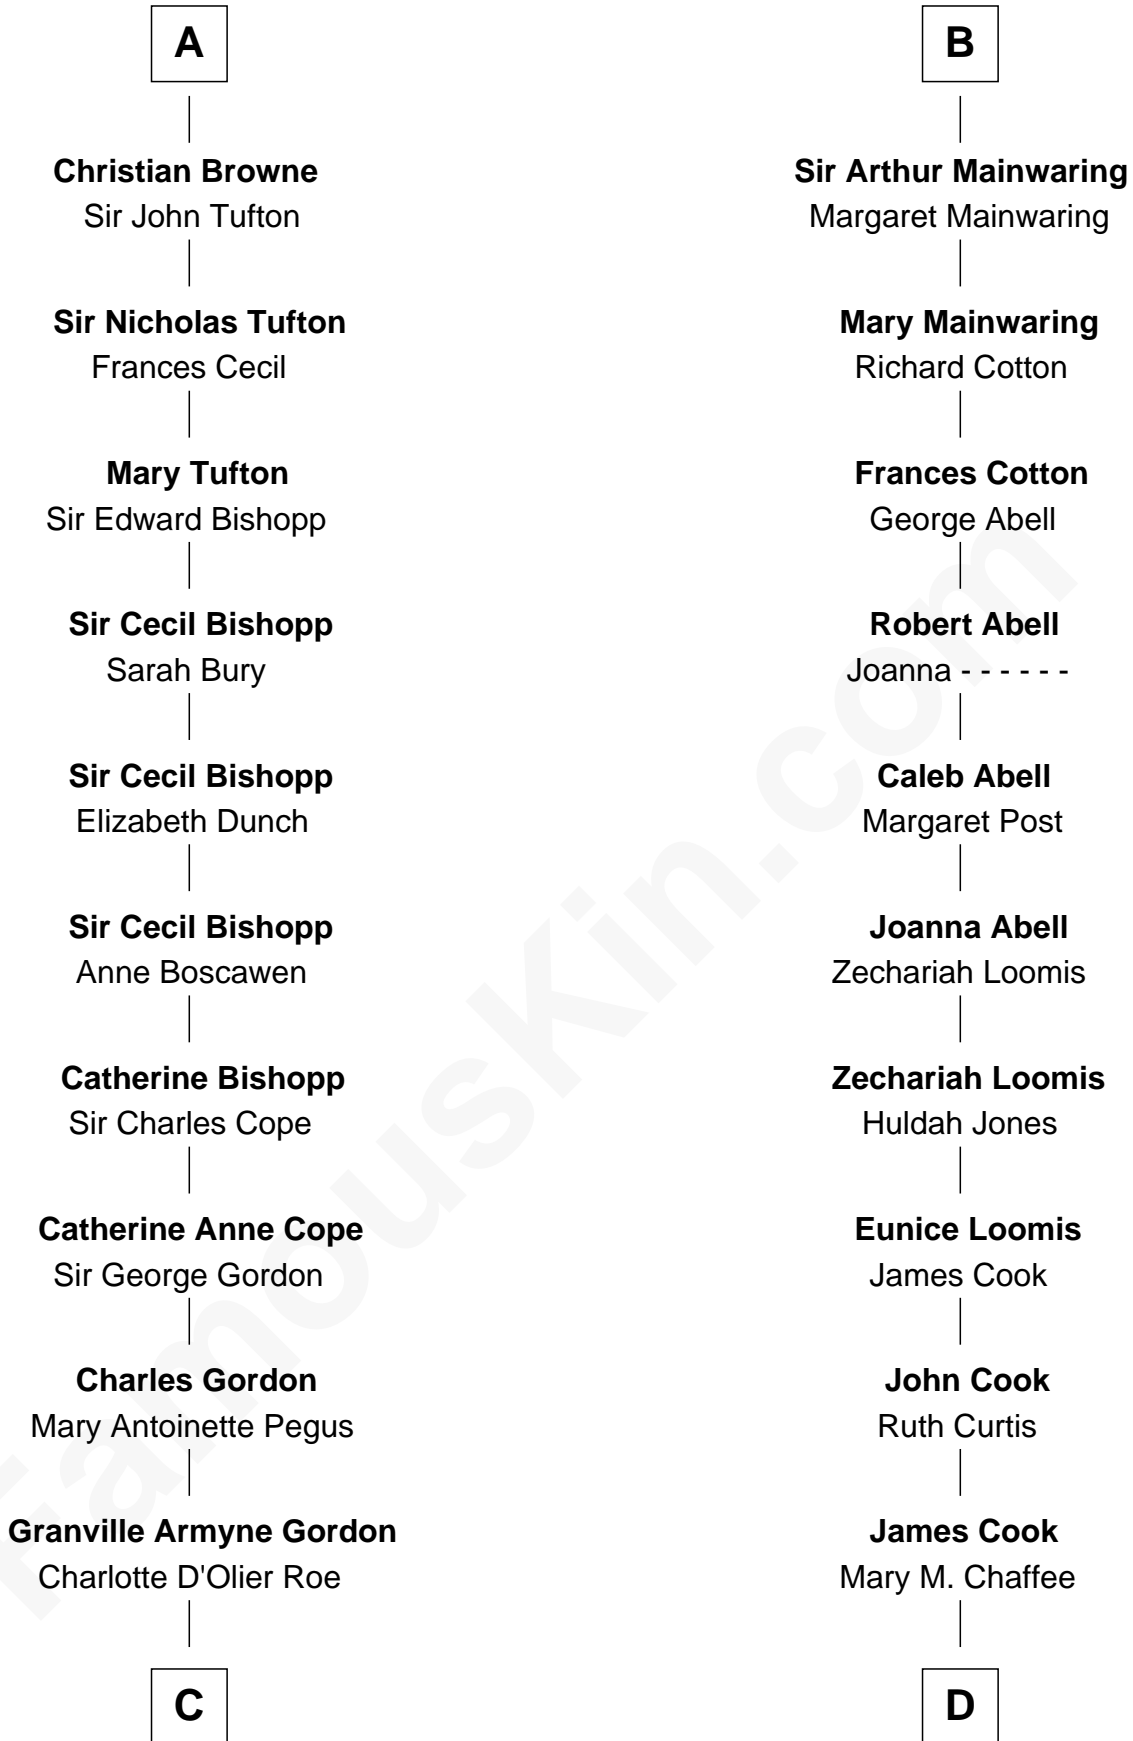 A
Christian Browne
Sir John Tufton
Sir Nicholas Tufton
Frances Cecil
Mary Tufton
Sir Edward Bishopp
Sir Cecil Bishopp
Sarah Bury
Sir Cecil Bishopp
Elizabeth Dunch
Sir Cecil Bishopp
Anne Boscawen
Catherine Bishopp
Sir Charles Cope
Catherine Anne Cope
Sir George Gordon
Charles Gordon
Mary Antoinette Pegus
Granville Armyne Gordon
Charlotte D'Olier Roe
C
B
Sir Arthur Mainwaring
Margaret Mainwaring
Mary Mainwaring
Richard Cotton
Frances Cotton
George Abell
Robert Abell
Joanna - - - - - -
Caleb Abell
Margaret Post
Joanna Abell
Zechariah Loomis
Zechariah Loomis
Huldah Jones
Eunice Loomis
James Cook
John Cook
Ruth Curtis
James Cook
Mary M. Chaffee
D
FamousKin.com